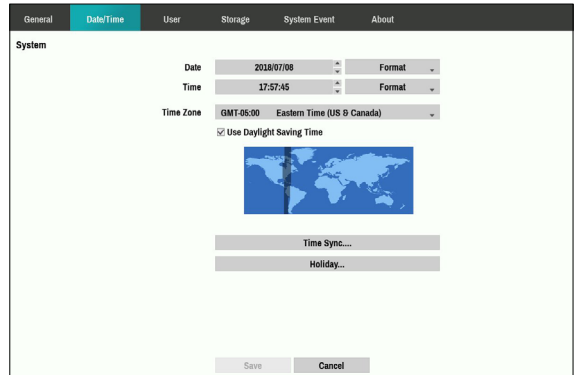 General Date/Time User Storage System Event About
System
Date 2018/07/08 Format
Time 17:57:45 Format
Time Zone GMT-05:00 Eastern Time (US & Canada)
Use Daylight Saving Time
Time Sync....
Holiday...
Save Cancel